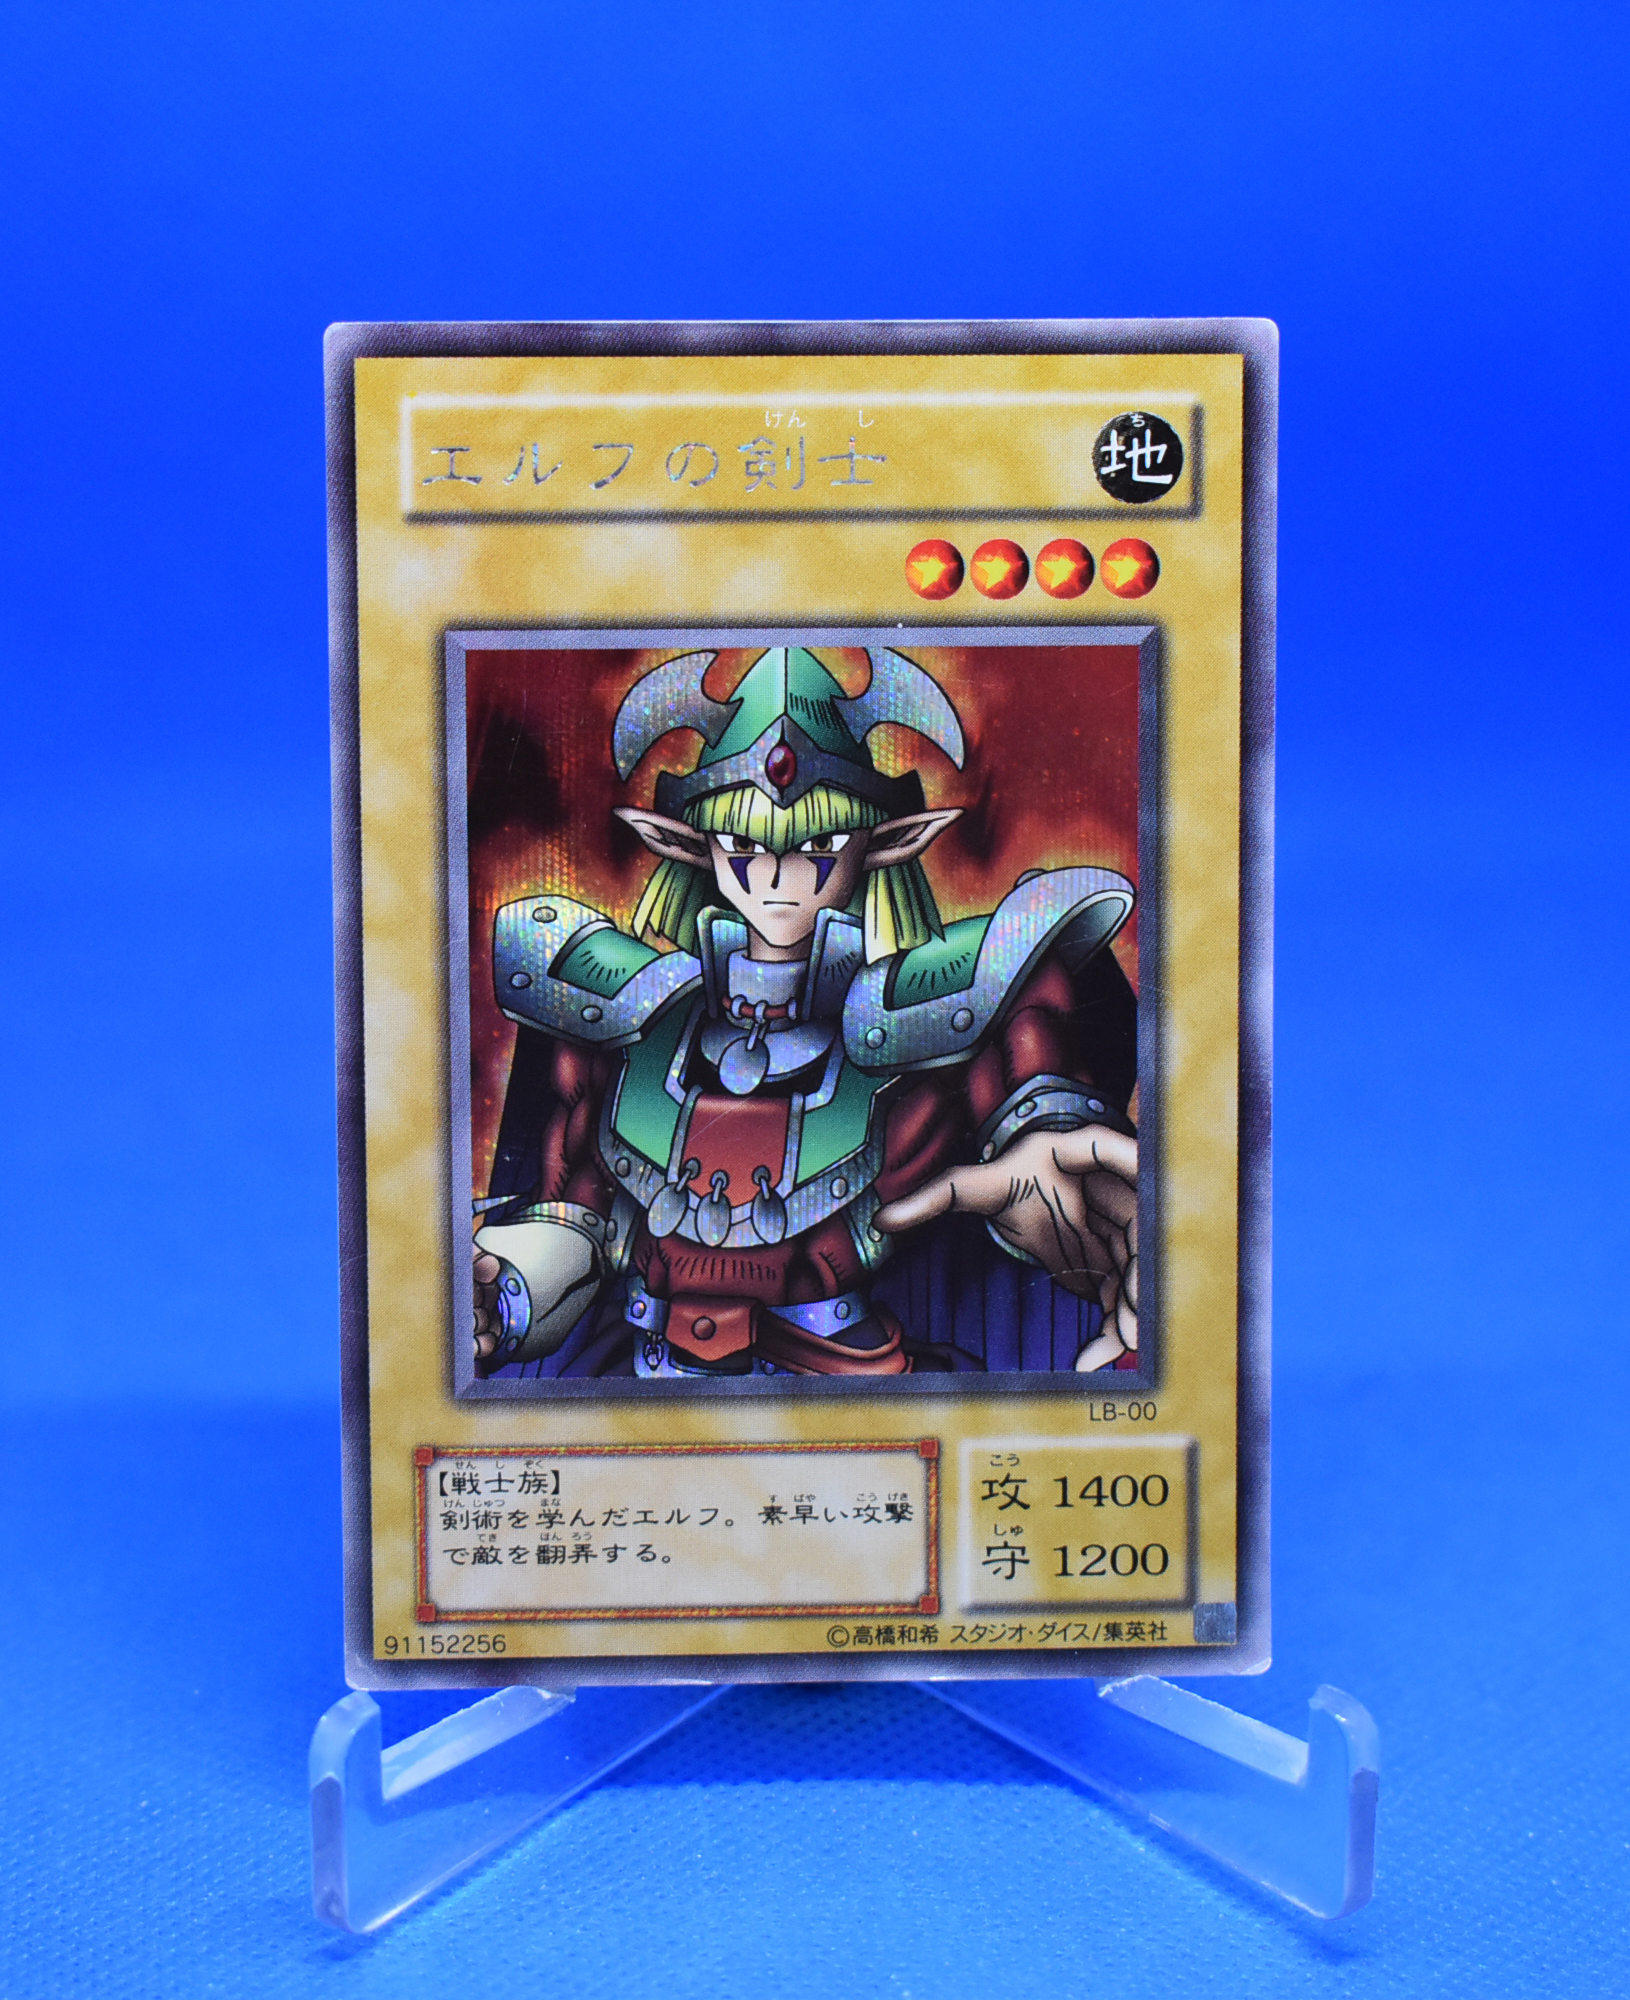 けん し
エルフの剣士
ち
地
LB-00
せん し ぞく
【戦士族】
けん じゅつ まな す ばや こう げき
剣術を学んだエルフ。素早い攻撃
てき ほん ろう
で敵を翻弄する。
こう
攻 1400
しゅ
守 1200
91152256
©高橋和希 スタジオ・ダイス/集英社